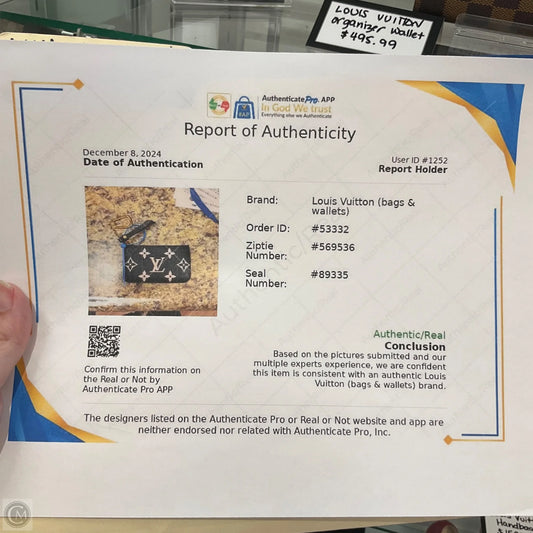 LOUIS VUITTON
organizer wallet
$495.99
AuthenticatePro.APP
In God We trust
Everything else we Authenticate
Report of Authenticity
December 8, 2024
Date of Authentication
User ID #1252
Report Holder
Brand: Louis Vuitton (bags &
wallets)
Order ID: #53332
Ziptie #569536
Number:
Seal #89335
Number:
Authentic/Real
Conclusion
Based on the pictures submitted and our
multiple experts experience, we are confident
this item is consistent with an authentic Louis
Vuitton (bags & wallets) brand.
Confirm this information on
the Real or Not by
Authenticate Pro APP
The designers listed on the Authenticate Pro or Real or Not website and app are
neither endorsed nor related with Authenticate Pro, Inc.